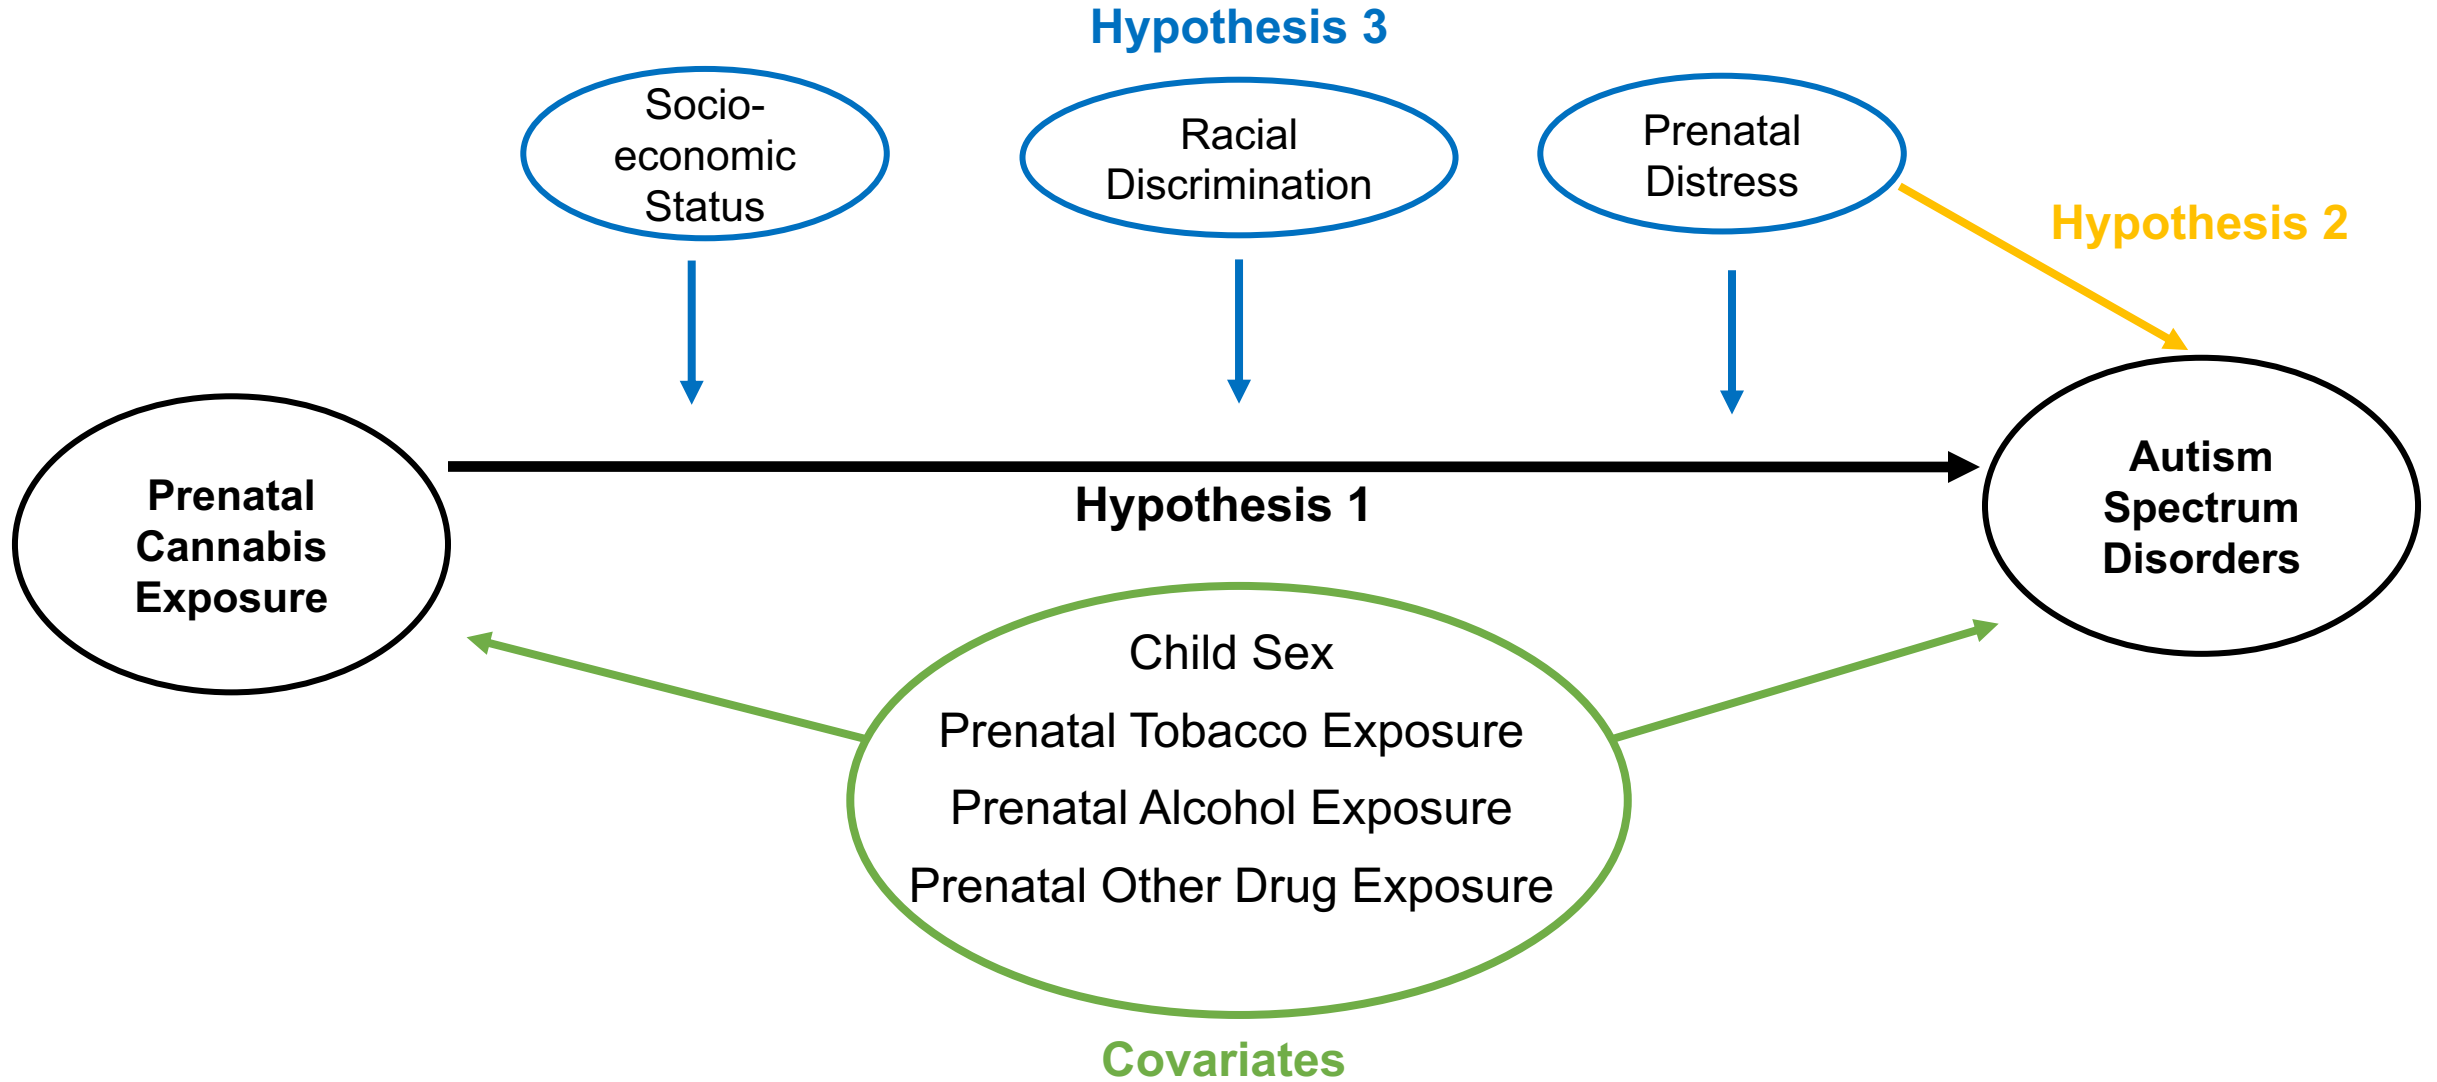 Hypothesis 3
Socio-
economic
Status
Racial
Discrimination
Prenatal
Distress
Hypothesis 2
Prenatal
Cannabis
Exposure
Hypothesis 1
Autism
Spectrum
Disorders
Child Sex
Prenatal Tobacco Exposure
Prenatal Alcohol Exposure
Prenatal Other Drug Exposure
Covariates